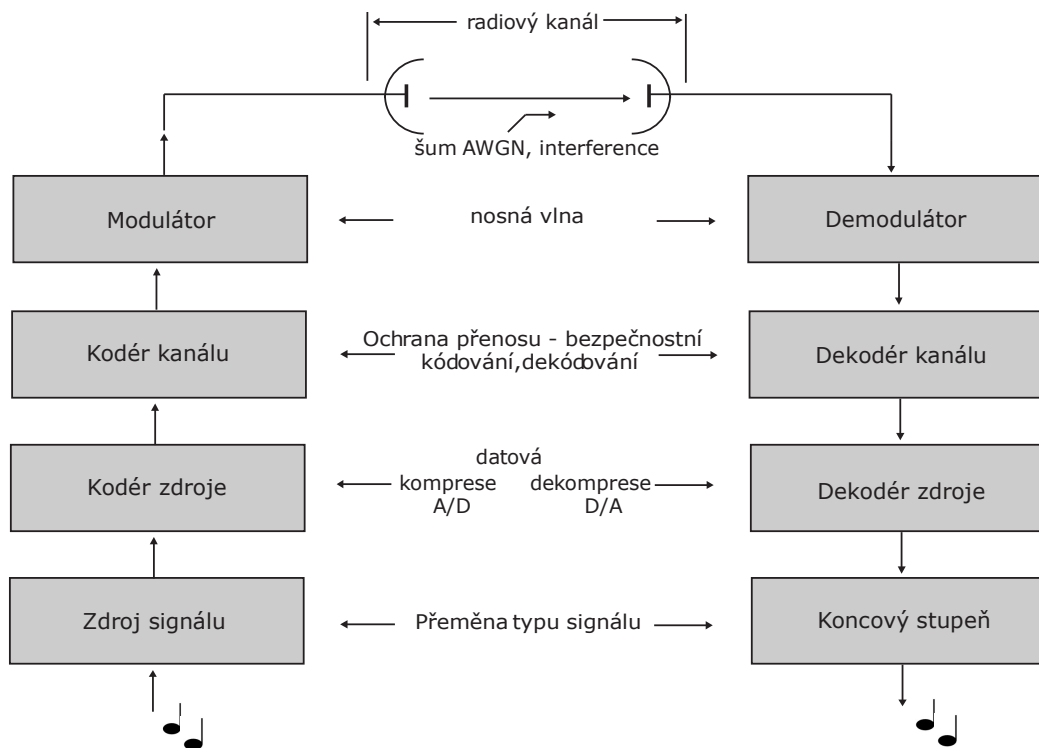 radiový kanál
šum AWGN, interference
Modulátor
nosná vlna
Demodulátor
Kodér kanálu
Ochrana přenosu - bezpečnostní
kódování,dekódování
Dekodér kanálu
Kodér zdroje
datová
komprese dekomprese
A/D D/A
Dekodér zdroje
Zdroj signálu
Přeměna typu signálu
Koncový stupeň